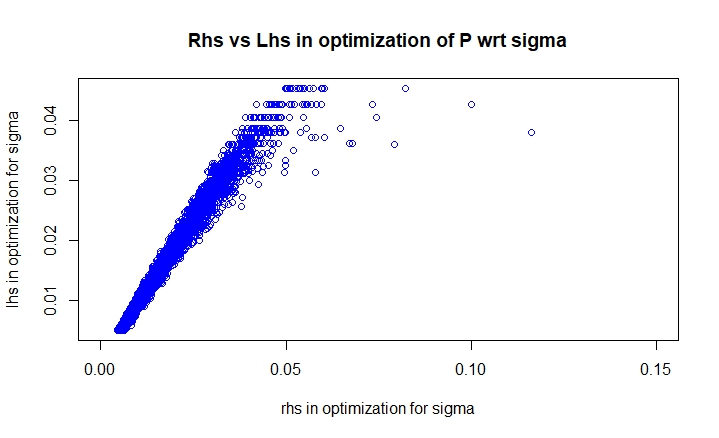 Rhs vs Lhs in optimization of P wrt sigma
lhs in optimization for sigma
0.04
0.03
0.02
0.01
0.00 0.05 0.10 0.15
rhs in optimization for sigma